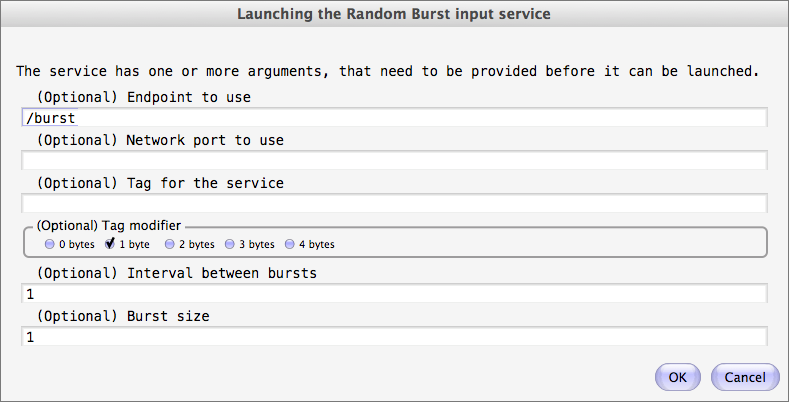 Launching the Random Burst input service
The service has one or more arguments, that need to be provided before it can be launched.
(Optional) Endpoint to use
/burst
(Optional) Network port to use
(Optional) Tag for the service
(Optional) Tag modifier
0 bytes 1 byte 2 bytes 3 bytes 4 bytes
(Optional) Interval between bursts
1
(Optional) Burst size
1
OK Cancel